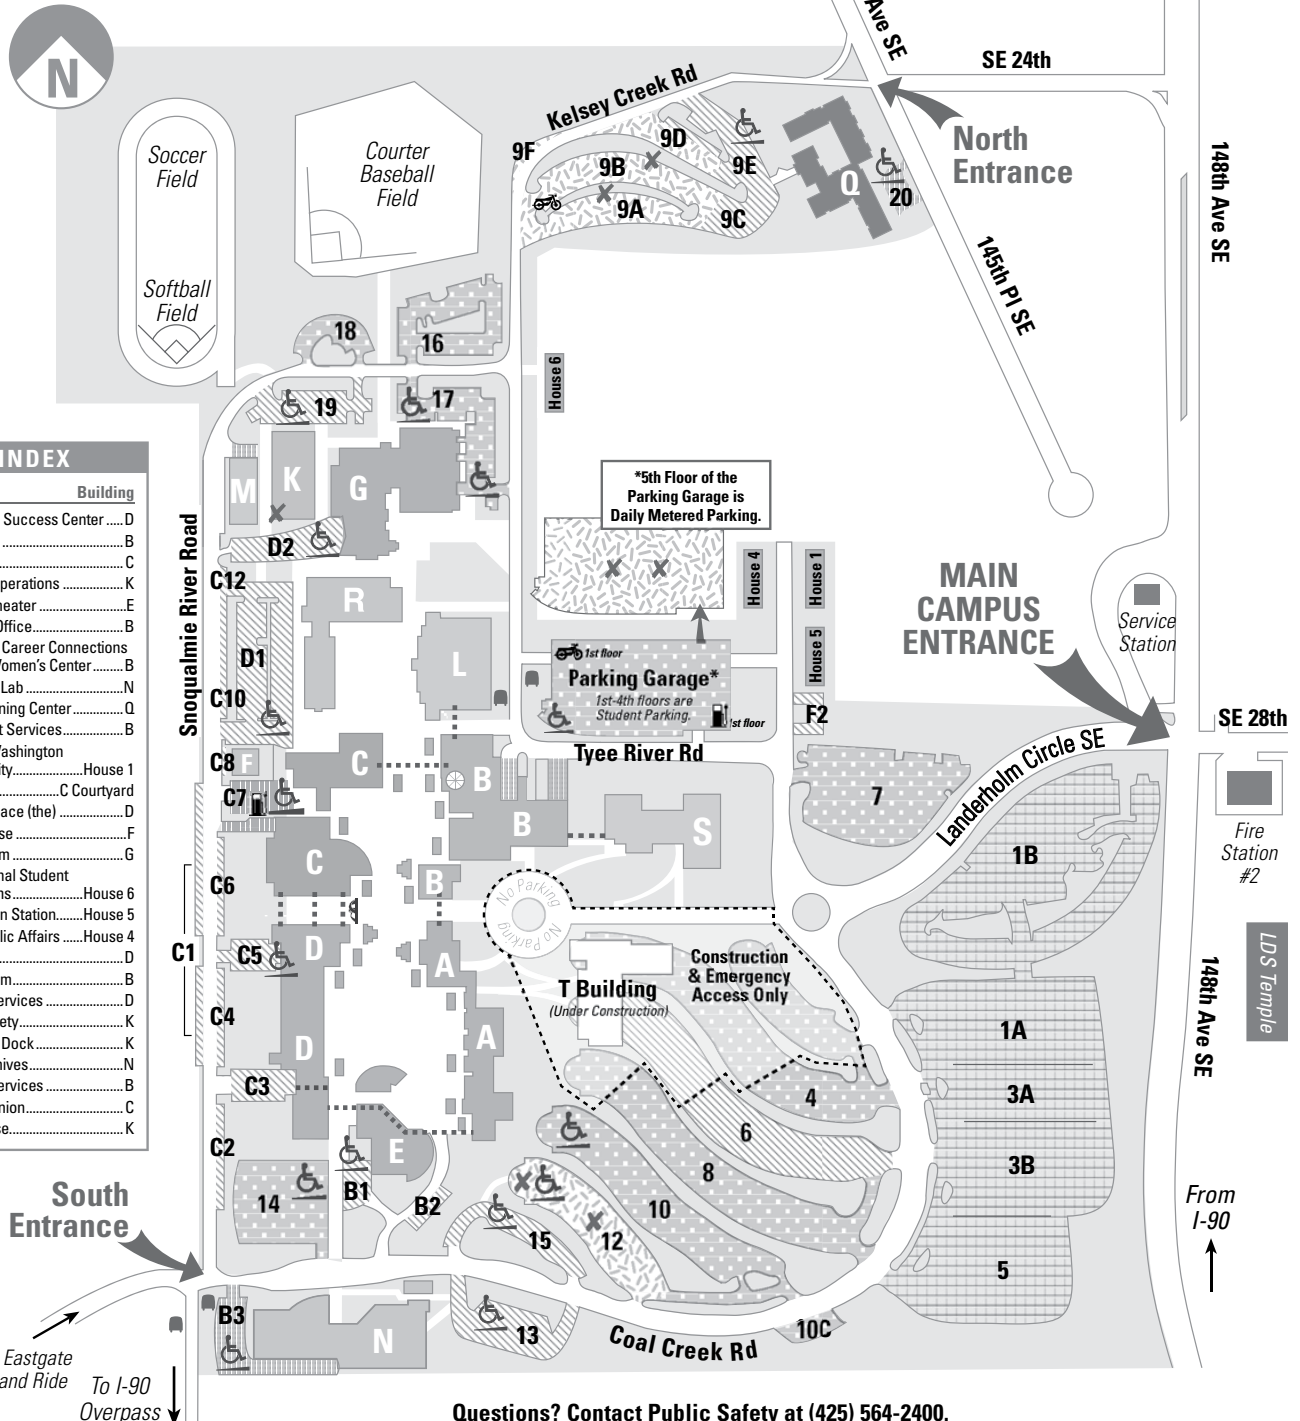 N
Ave SE
SE 24th
Kelsey Creek Rd
North
Entrance
148th Ave SE
145th Pl SE
9F
9D
9B
9E
9A
9C
Q
20
Soccer
Field
Softball
Field
Courter
Baseball
Field
18
16
19
17
House 6
M
K
G
D2
INDEX
Building
Success Center.....D
B
C
perations ... K
eater ... E
Office ... B
Career Connections
Women's Center ... B
Lab ... N
ning Center ... Q
t Services ... B
Washington
ty ... House 1
C Courtyard
ace (the) ... D
se ... F
m ... G
nal Student
ns ... House 6
n Station ... House 5
lic Affairs ... House 4
D
m ... B
ervices ... D
ety ... K
Dock ... K
hives ... N
ervices ... B
nion ... C
se ... K
Snoqualmie River Road
*5th Floor of the
Parking Garage is
Daily Metered Parking.
House 4
House 1
House 5
MAIN
CAMPUS
ENTRANCE
Service
Station
C12
R
D1
L
C10
1st floor
Parking Garage*
1st-4th floors are
Student Parking.
1st floor
F2
Tyee River Rd
SE 28th
Landerholm Circle SE
C8
F
C
B
B
S
7
C7
C
B
1B
Fire
Station
#2
C6
No Parking
No Parking
C1
C5
D
A
T Building
(Under Construction)
Construction
& Emergency
Access Only
LDS Temple
148th Ave SE
C4
D
A
1A
C3
3A
4
C2
E
6
3B
14
B1
B2
8
10
15
12
South
Entrance
From
I-90
5
B3
N
13
10C
Coal Creek Rd
Eastgate
and Ride
To I-90
Overpass
Questions? Contact Public Safety at (425) 564-2400.